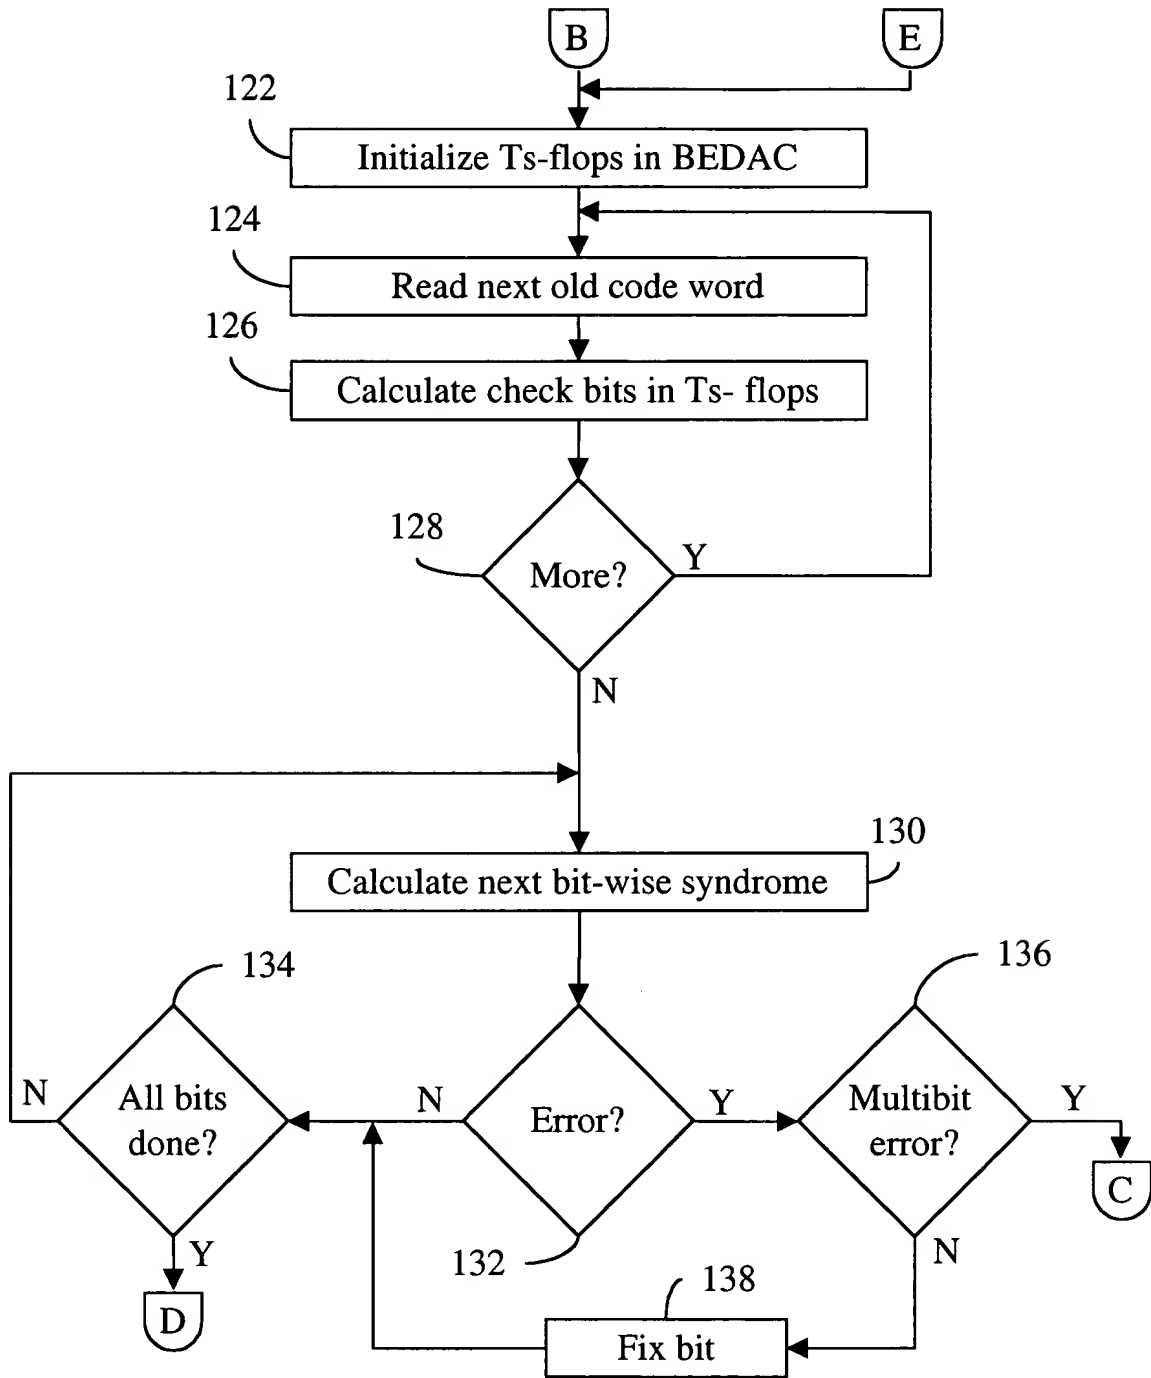 B
E
122
Initialize Ts-flops in BEDAC
124
Read next old code word
126
Calculate check bits in Ts- flops
128
More?
Y
N
130
Calculate next bit-wise syndrome
134
136
N
All bits
done?
N
Error?
Y
Multibit
error?
Y
C
Y
132
N
D
138
Fix bit